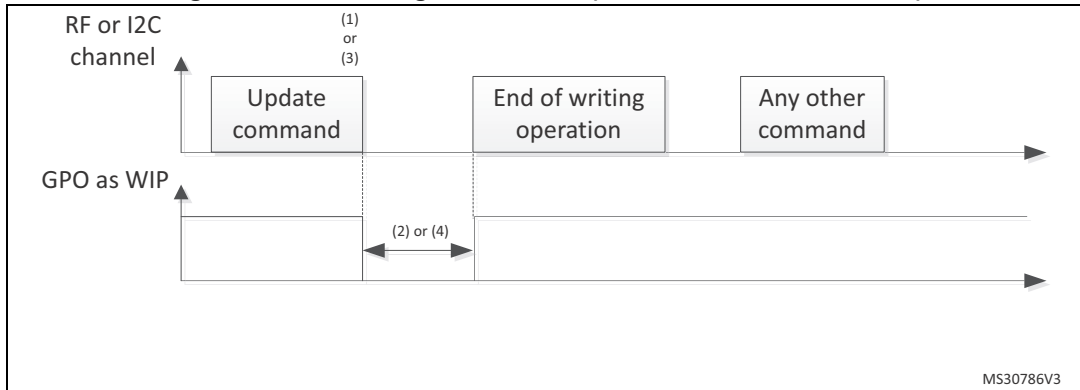 RF or I2C
channel
(1)
or
(3)
Update
command
End of writing
operation
Any other
command
GPO as WIP
(2) or (4)
MS30786V3